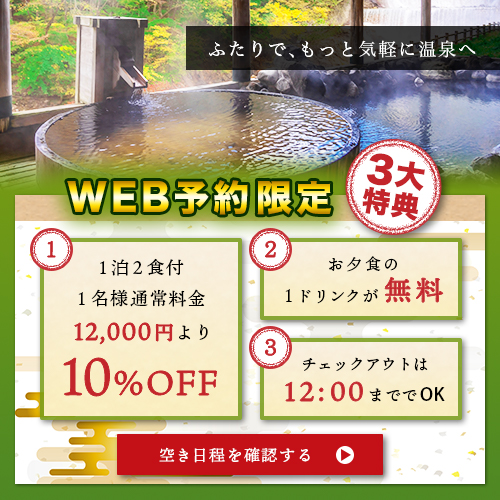 ふたりで、もっと気軽に温泉へ
WEB予約限定
3大
特典
1
1泊2食付
1名様通常料金
12,000円より
10%OFF
2
お夕食の
1ドリンクが無料
3
チェックアウトは
12:00まででOK
空き日程を確認する